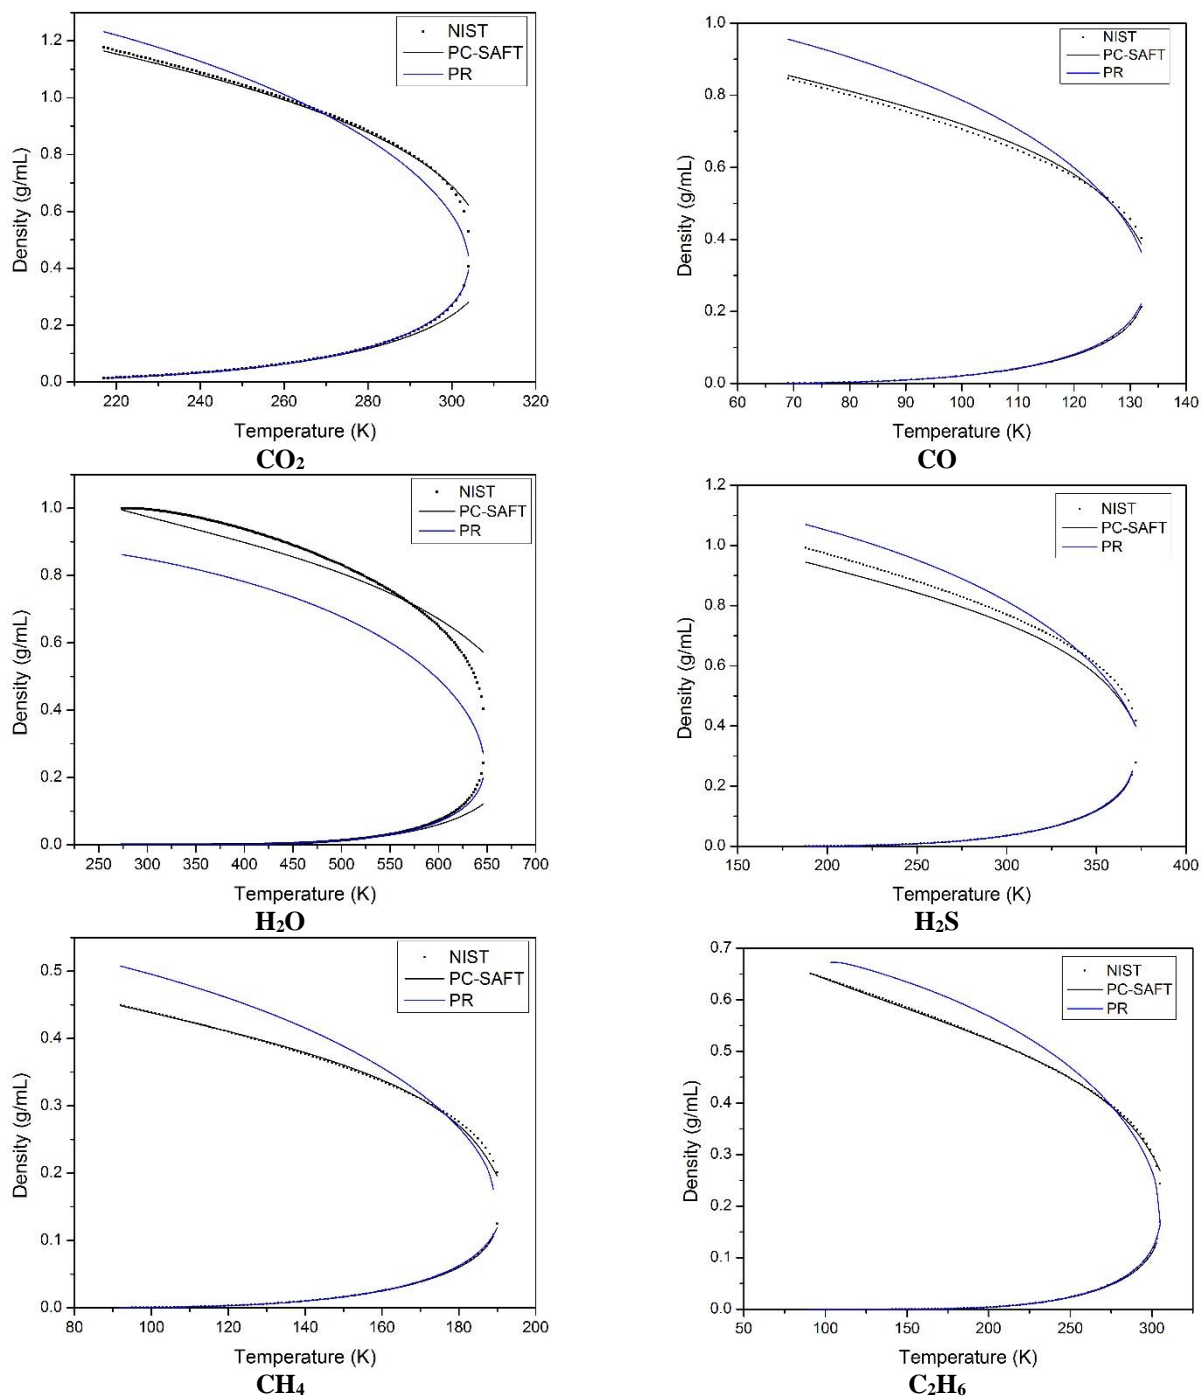 NIST
PC-SAFT
PR
Density (g/mL)
1.2
1.0
0.8
0.6
0.4
0.2
0.0
220 240 260 280 300 320
Temperature (K)
CO₂
NIST
PC-SAFT
PR
Density (g/mL)
1.0
0.8
0.6
0.4
0.2
0.0
60 70 80 90 100 110 120 130 140
Temperature (K)
CO
NIST
PC-SAFT
PR
Density (g/mL)
1.0
0.8
0.6
0.4
0.2
0.0
250 300 350 400 450 500 550 600 650 700
Temperature (K)
H₂O
NIST
PC-SAFT
PR
Density (g/mL)
1.2
1.0
0.8
0.6
0.4
0.2
0.0
150 200 250 300 350 400
Temperature (K)
H₂S
NIST
PC-SAFT
PR
Density (g/mL)
0.5
0.4
0.3
0.2
0.1
0.0
80 100 120 140 160 180 200
Temperature (K)
CH₄
NIST
PC-SAFT
PR
Density (g/mL)
0.7
0.6
0.5
0.4
0.3
0.2
0.1
0.0
50 100 150 200 250 300
Temperature (K)
C₂H₆